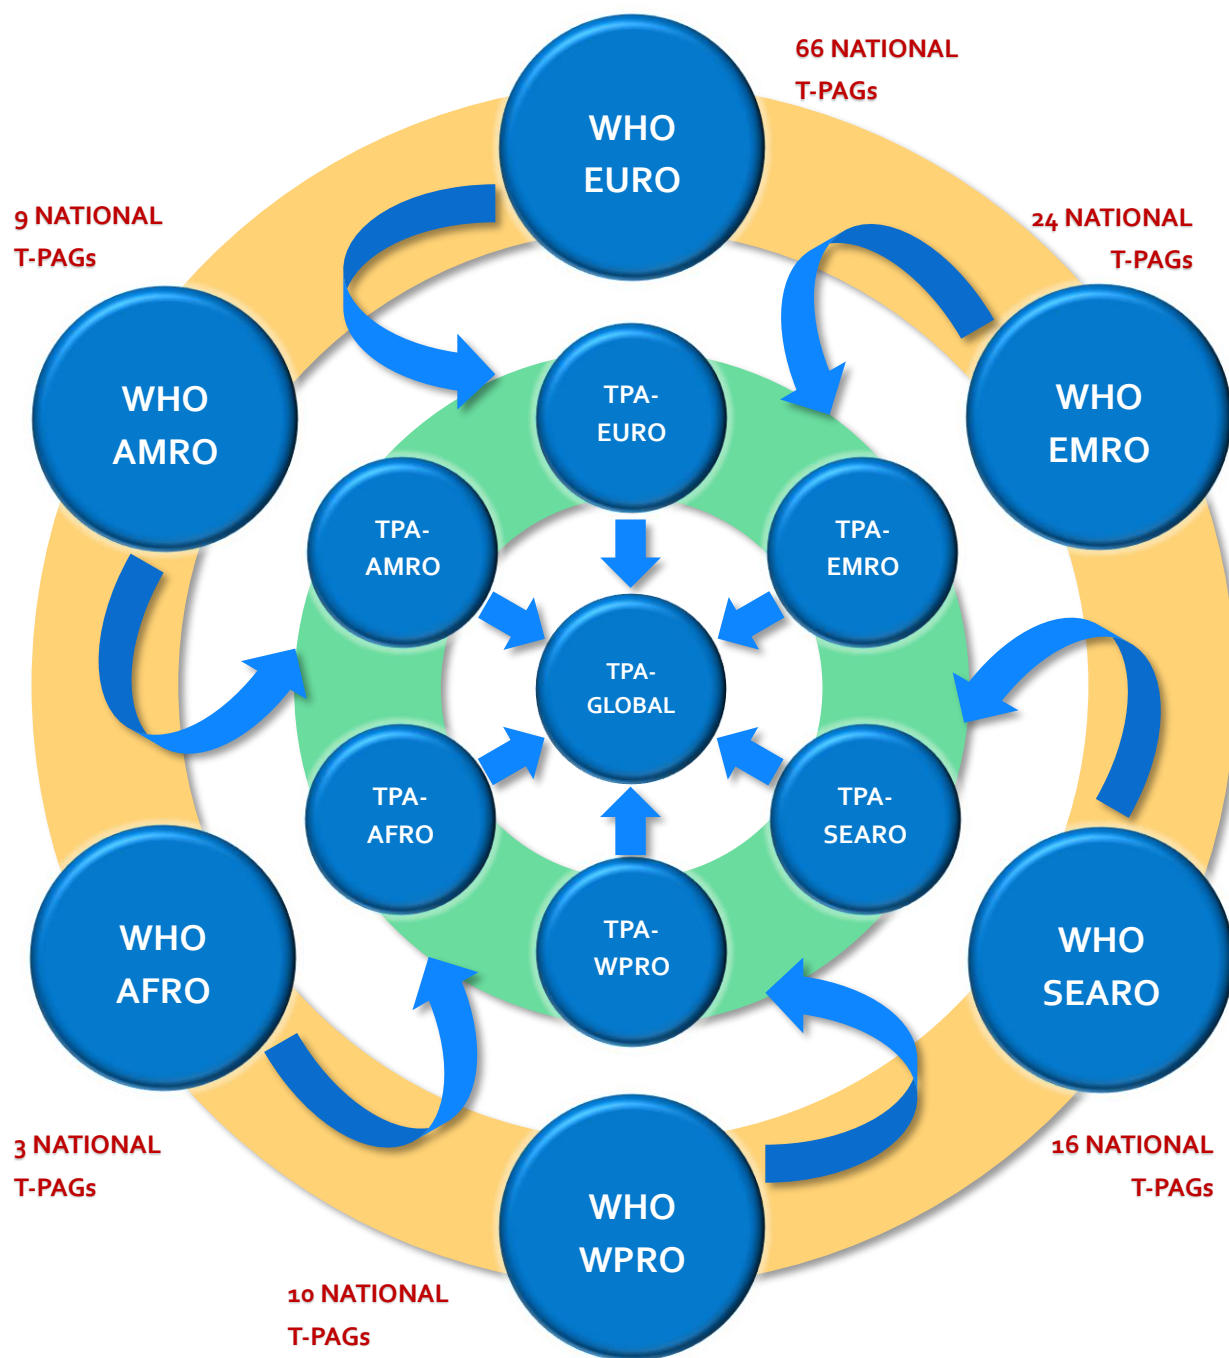 66 NATIONAL
T-PAGs
WHO
EURO
9 NATIONAL
T-PAGs
24 NATIONAL
T-PAGs
WHO
AMRO
WHO
EMRO
TPA-
EURO
TPA-
AMRO
TPA-
EMRO
TPA-
GLOBAL
TPA-
AFRO
TPA-
SEARO
TPA-
WPRO
WHO
AFRO
WHO
SEARO
3 NATIONAL
T-PAGs
16 NATIONAL
T-PAGs
WHO
WPRO
10 NATIONAL
T-PAGs